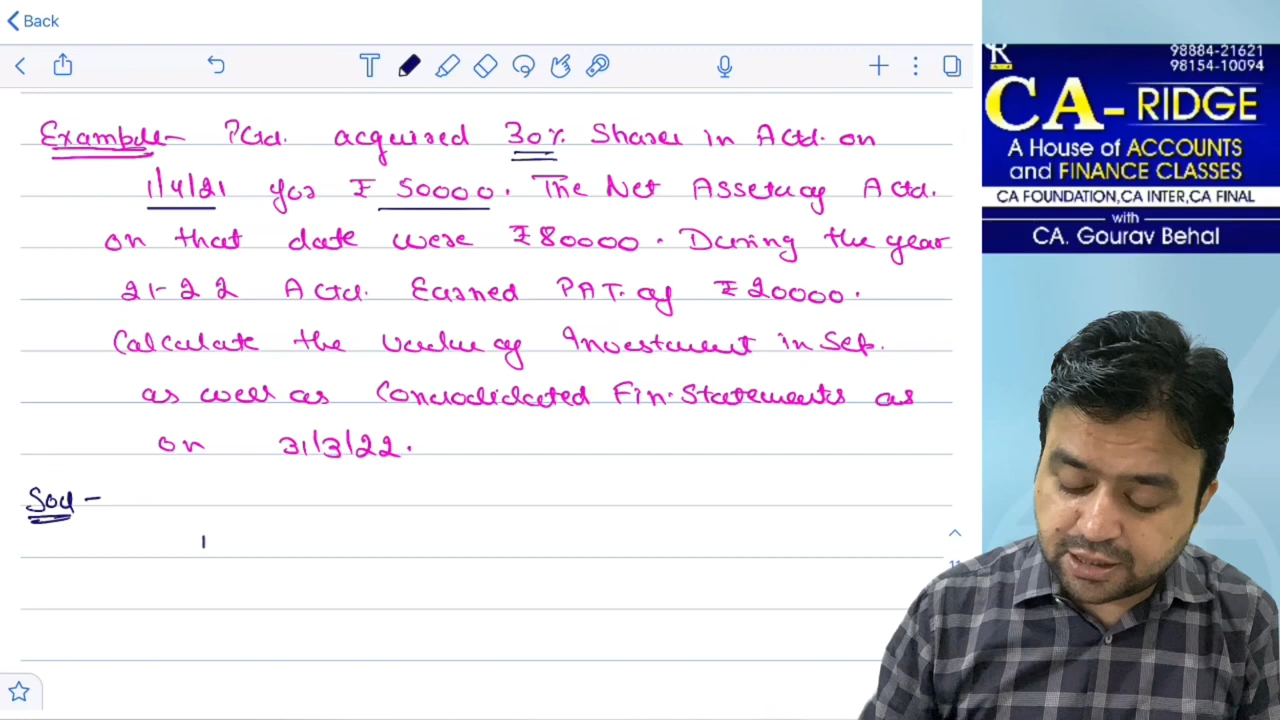 Back
Example- P Ltd. acquired 30% Shares in A Ltd. on
1/4/21 for ₹ 50000. The Net Assets of A Ltd.
on that date were ₹80000. During the year
21-22 A Ltd. Earned PAT of ₹20000.
Calculate the value of Investment in Sep.
as well as Consolidated Fin. Statements as
on 31/3/22.
Sol -
98884-21621
98154-10094
CA- RIDGE
A House of ACCOUNTS
and FINANCE CLASSES
CA FOUNDATION,CA INTER,CA FINAL
with
CA. Gourav Behal